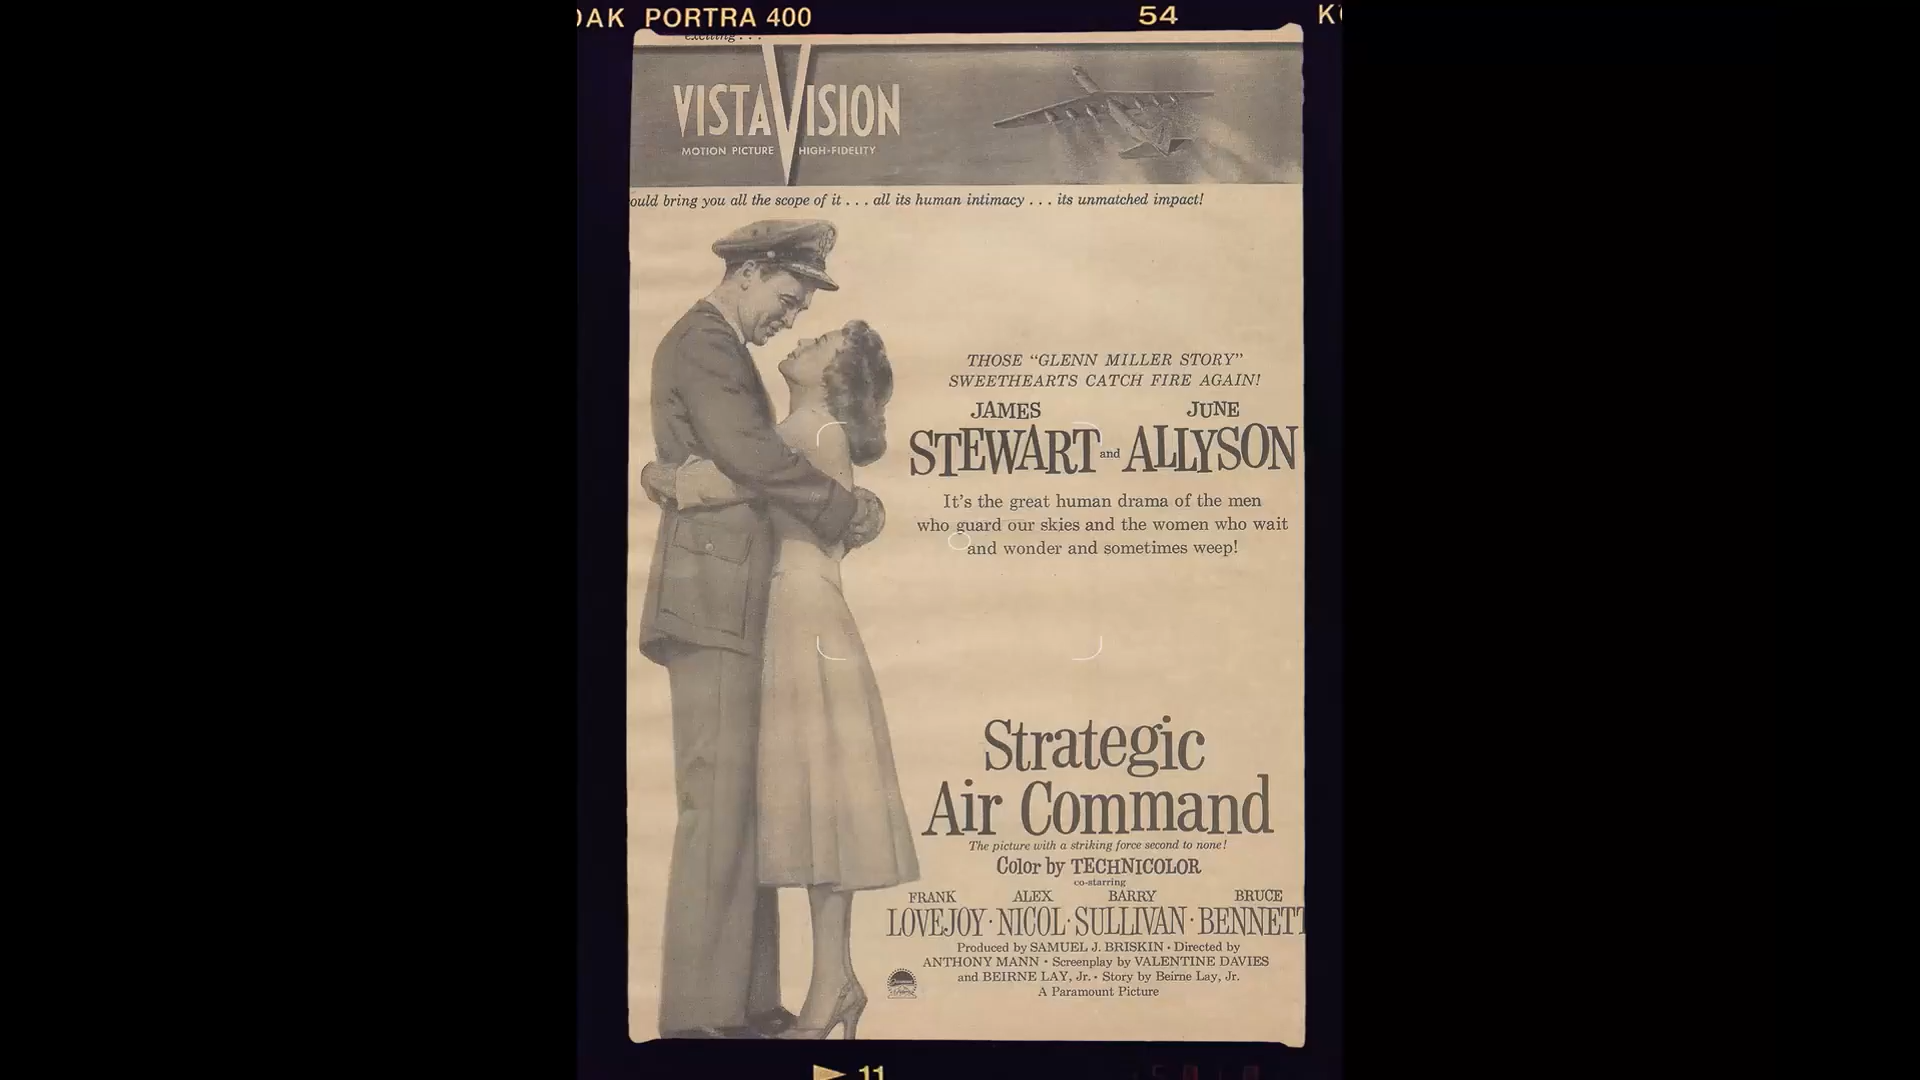 PORTRA 400 54
exciting . . .
VISTAVISION
MOTION PICTURE HIGH-FIDELITY
ould bring you all the scope of it . . . all its human intimacy . . . its unmatched impact!
THOSE “GLENN MILLER STORY”
SWEETHEARTS CATCH FIRE AGAIN!
JAMES JUNE
STEWART and ALLYSON
It's the great human drama of the men
who guard our skies and the women who wait
and wonder and sometimes weep!
Strategic
Air Command
The picture with a striking force second to none!
Color by TECHNICOLOR
co-starring
FRANK ALEX BARRY BRUCE
LOVEJOY · NICOL · SULLIVAN · BENNETT
Produced by SAMUEL J. BRISKIN • Directed by
ANTHONY MANN • Screenplay by VALENTINE DAVIES
and BEIRNE LAY, Jr. • Story by Beirne Lay, Jr.
A Paramount Picture
11